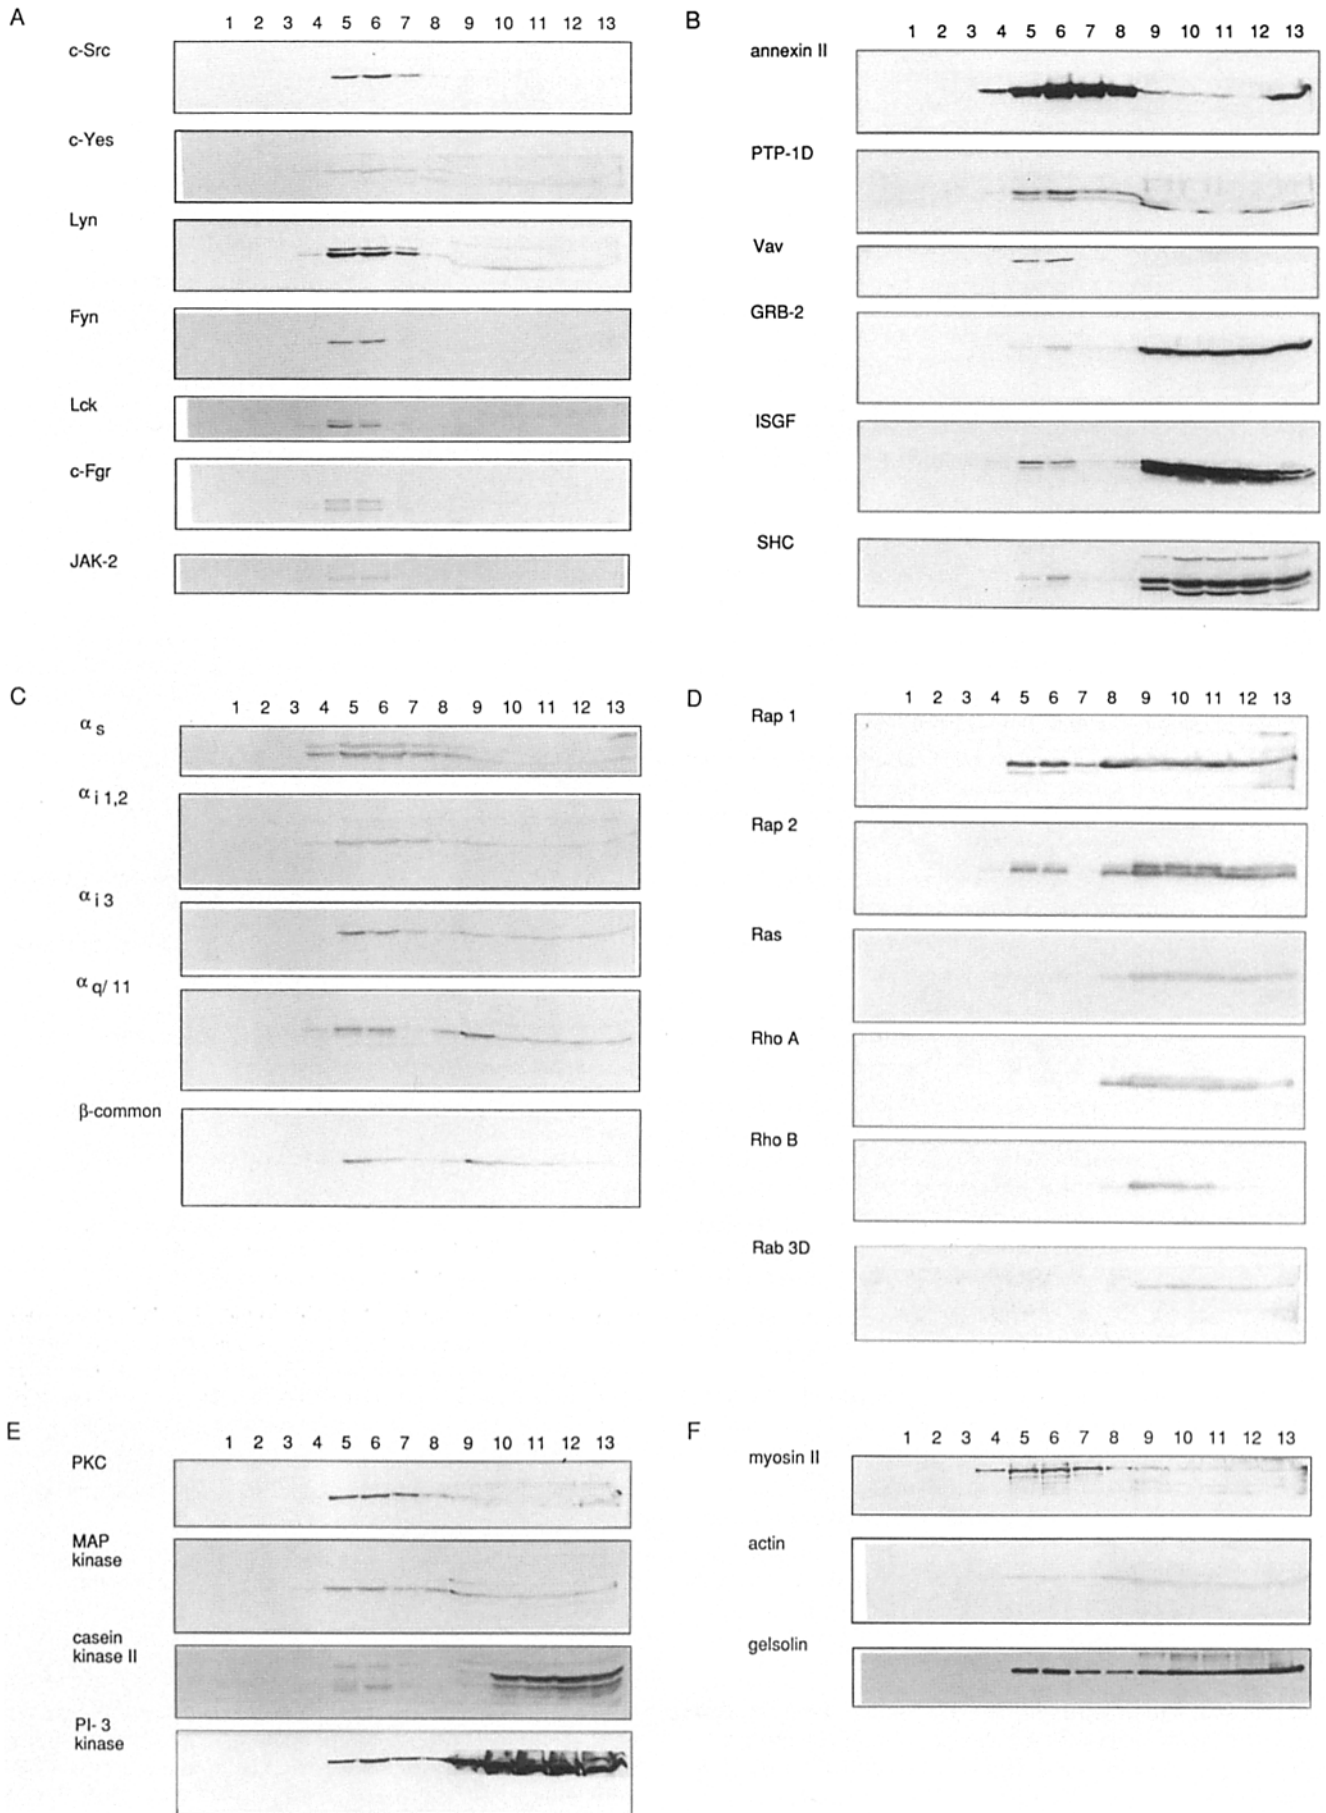 A
1 2 3 4 5 6 7 8 9 10 11 12 13
c-Src
c-Yes
Lyn
Fyn
Lck
c-Fgr
JAK-2
B
1 2 3 4 5 6 7 8 9 10 11 12 13
annexin II
PTP-1D
Vav
GRB-2
ISGF
SHC
C
1 2 3 4 5 6 7 8 9 10 11 12 13
α s
α i 1,2
α i 3
α q/ 11
β-common
D
1 2 3 4 5 6 7 8 9 10 11 12 13
Rap 1
Rap 2
Ras
Rho A
Rho B
Rab 3D
E
1 2 3 4 5 6 7 8 9 10 11 12 13
PKC
MAP
kinase
casein
kinase II
PI- 3
kinase
F
1 2 3 4 5 6 7 8 9 10 11 12 13
myosin II
actin
gelsolin